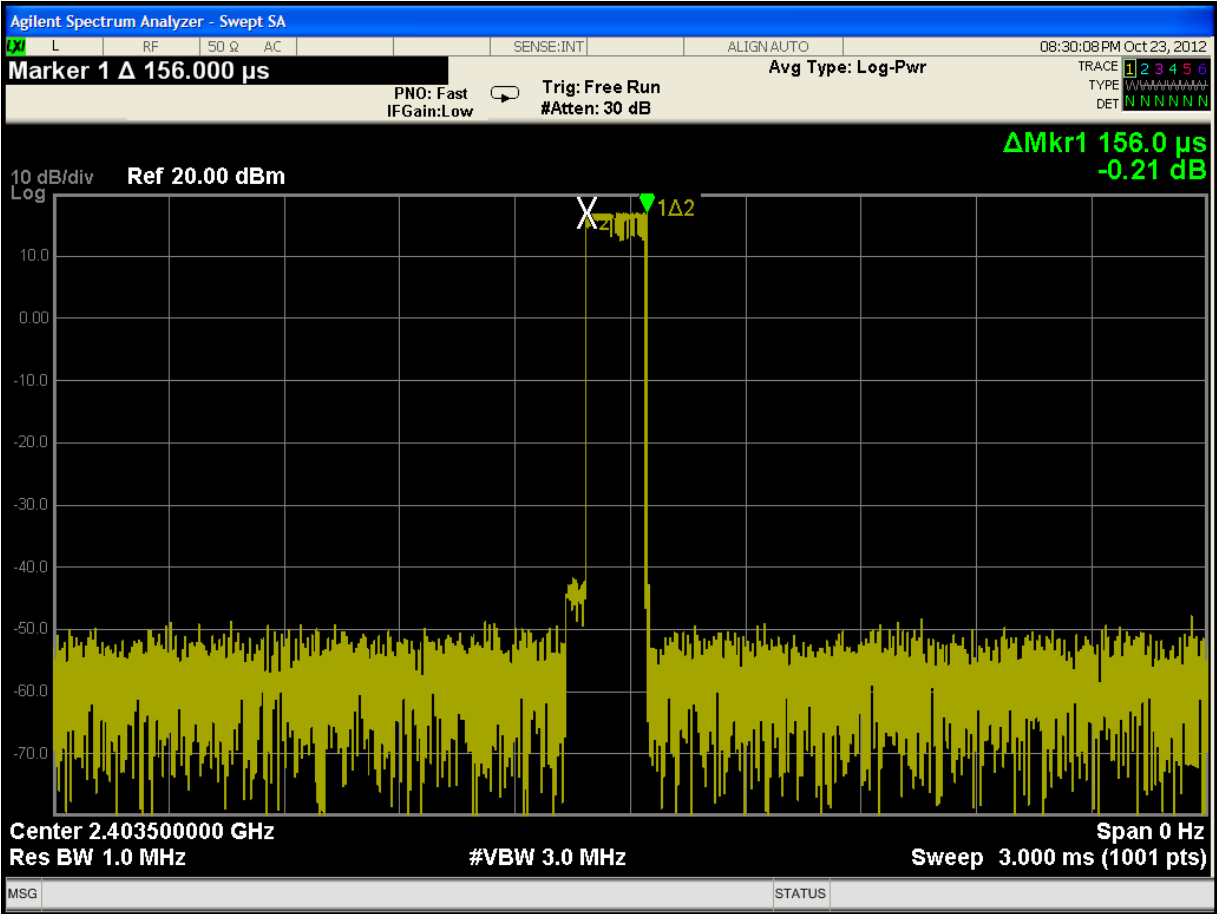 Agilent Spectrum Analyzer - Swept SA
LXI L RF 50 Ω AC SENSE:INT ALIGN AUTO 08:30:08 PM Oct 23, 2012
Marker 1 Δ 156.000 µs
PNO: Fast
IFGain:Low
Trig: Free Run
#Atten: 30 dB
Avg Type: Log-Pwr
TRACE 1 2 3 4 5 6
TYPE WWWWWW
DET N N N N N N
ΔMkr1 156.0 µs
-0.21 dB
10 dB/div Ref 20.00 dBm
Log
X 2 1Δ2
10.0
0.00
-10.0
-20.0
-30.0
-40.0
-50.0
-60.0
-70.0
Center 2.403500000 GHz Span 0 Hz
Res BW 1.0 MHz #VBW 3.0 MHz Sweep 3.000 ms (1001 pts)
MSG STATUS